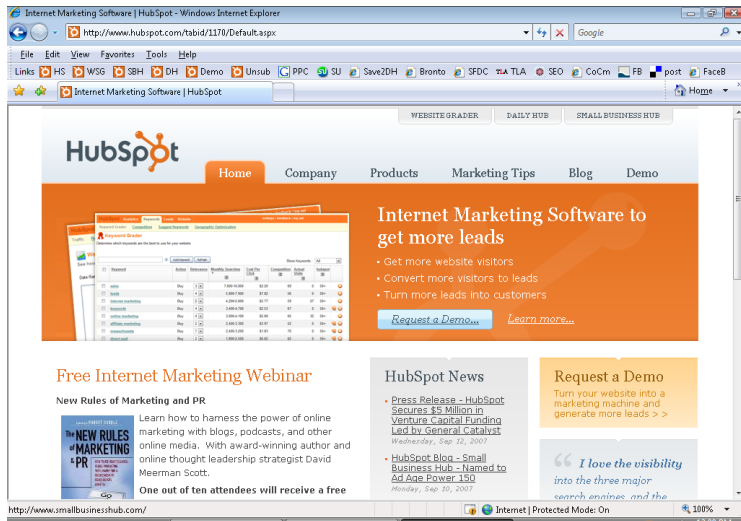 Internet Marketing Software | HubSpot - Windows Internet Explorer
http://www.hubspot.com/tabid/1170/Default.aspx
Google
File Edit View Favorites Tools Help
Links HS WSG SBH DH Demo Unsub PPC SU Save2DH Bronto SFDC TLA TLA SEO CoCm FB post FaceB
Internet Marketing Software | HubSpot
Home
WEBSITE GRADER DAILY HUB SMALL BUSINESS HUB
HubSpot
Home Company Products Marketing Tips Blog Demo
Keyword Grader
Internet Marketing Software to
get more leads
• Get more website visitors
• Convert more visitors to leads
• Turn more leads into customers
Request a Demo... Learn more...
Free Internet Marketing Webinar
New Rules of Marketing and PR
The NEW RULES
of MARKETING
& PR
Learn how to harness the power of online
marketing with blogs, podcasts, and other
online media. With award-winning author and
online thought leadership strategist David
Meerman Scott.
One out of ten attendees will receive a free
HubSpot News
• Press Release - HubSpot
Secures $5 Million in
Venture Capital Funding
Led by General Catalyst
Wednesday, Sep 12, 2007
• HubSpot Blog - Small
Business Hub - Named to
Ad Age Power 150
Monday, Sep 10, 2007
Request a Demo
Turn your website into a
marketing machine and
generate more leads > >
“ I love the visibility
into the three major
search engines, and the
http://www.smallbusinesshub.com/
Internet | Protected Mode: On
100%